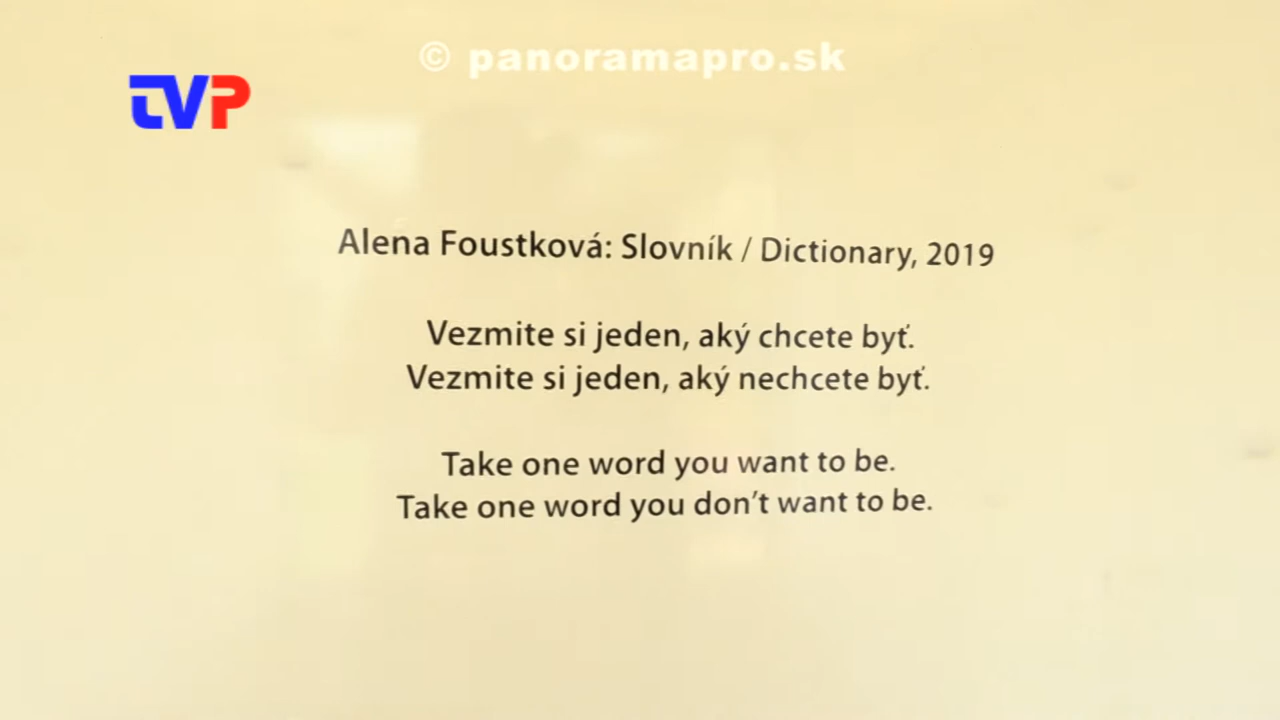 © panoramapro.sk
TVP
Alena Foustková: Slovník / Dictionary, 2019
Vezmite si jeden, aký chcete byť.
Vezmite si jeden, aký nechcete byť.
Take one word you want to be.
Take one word you don't want to be.